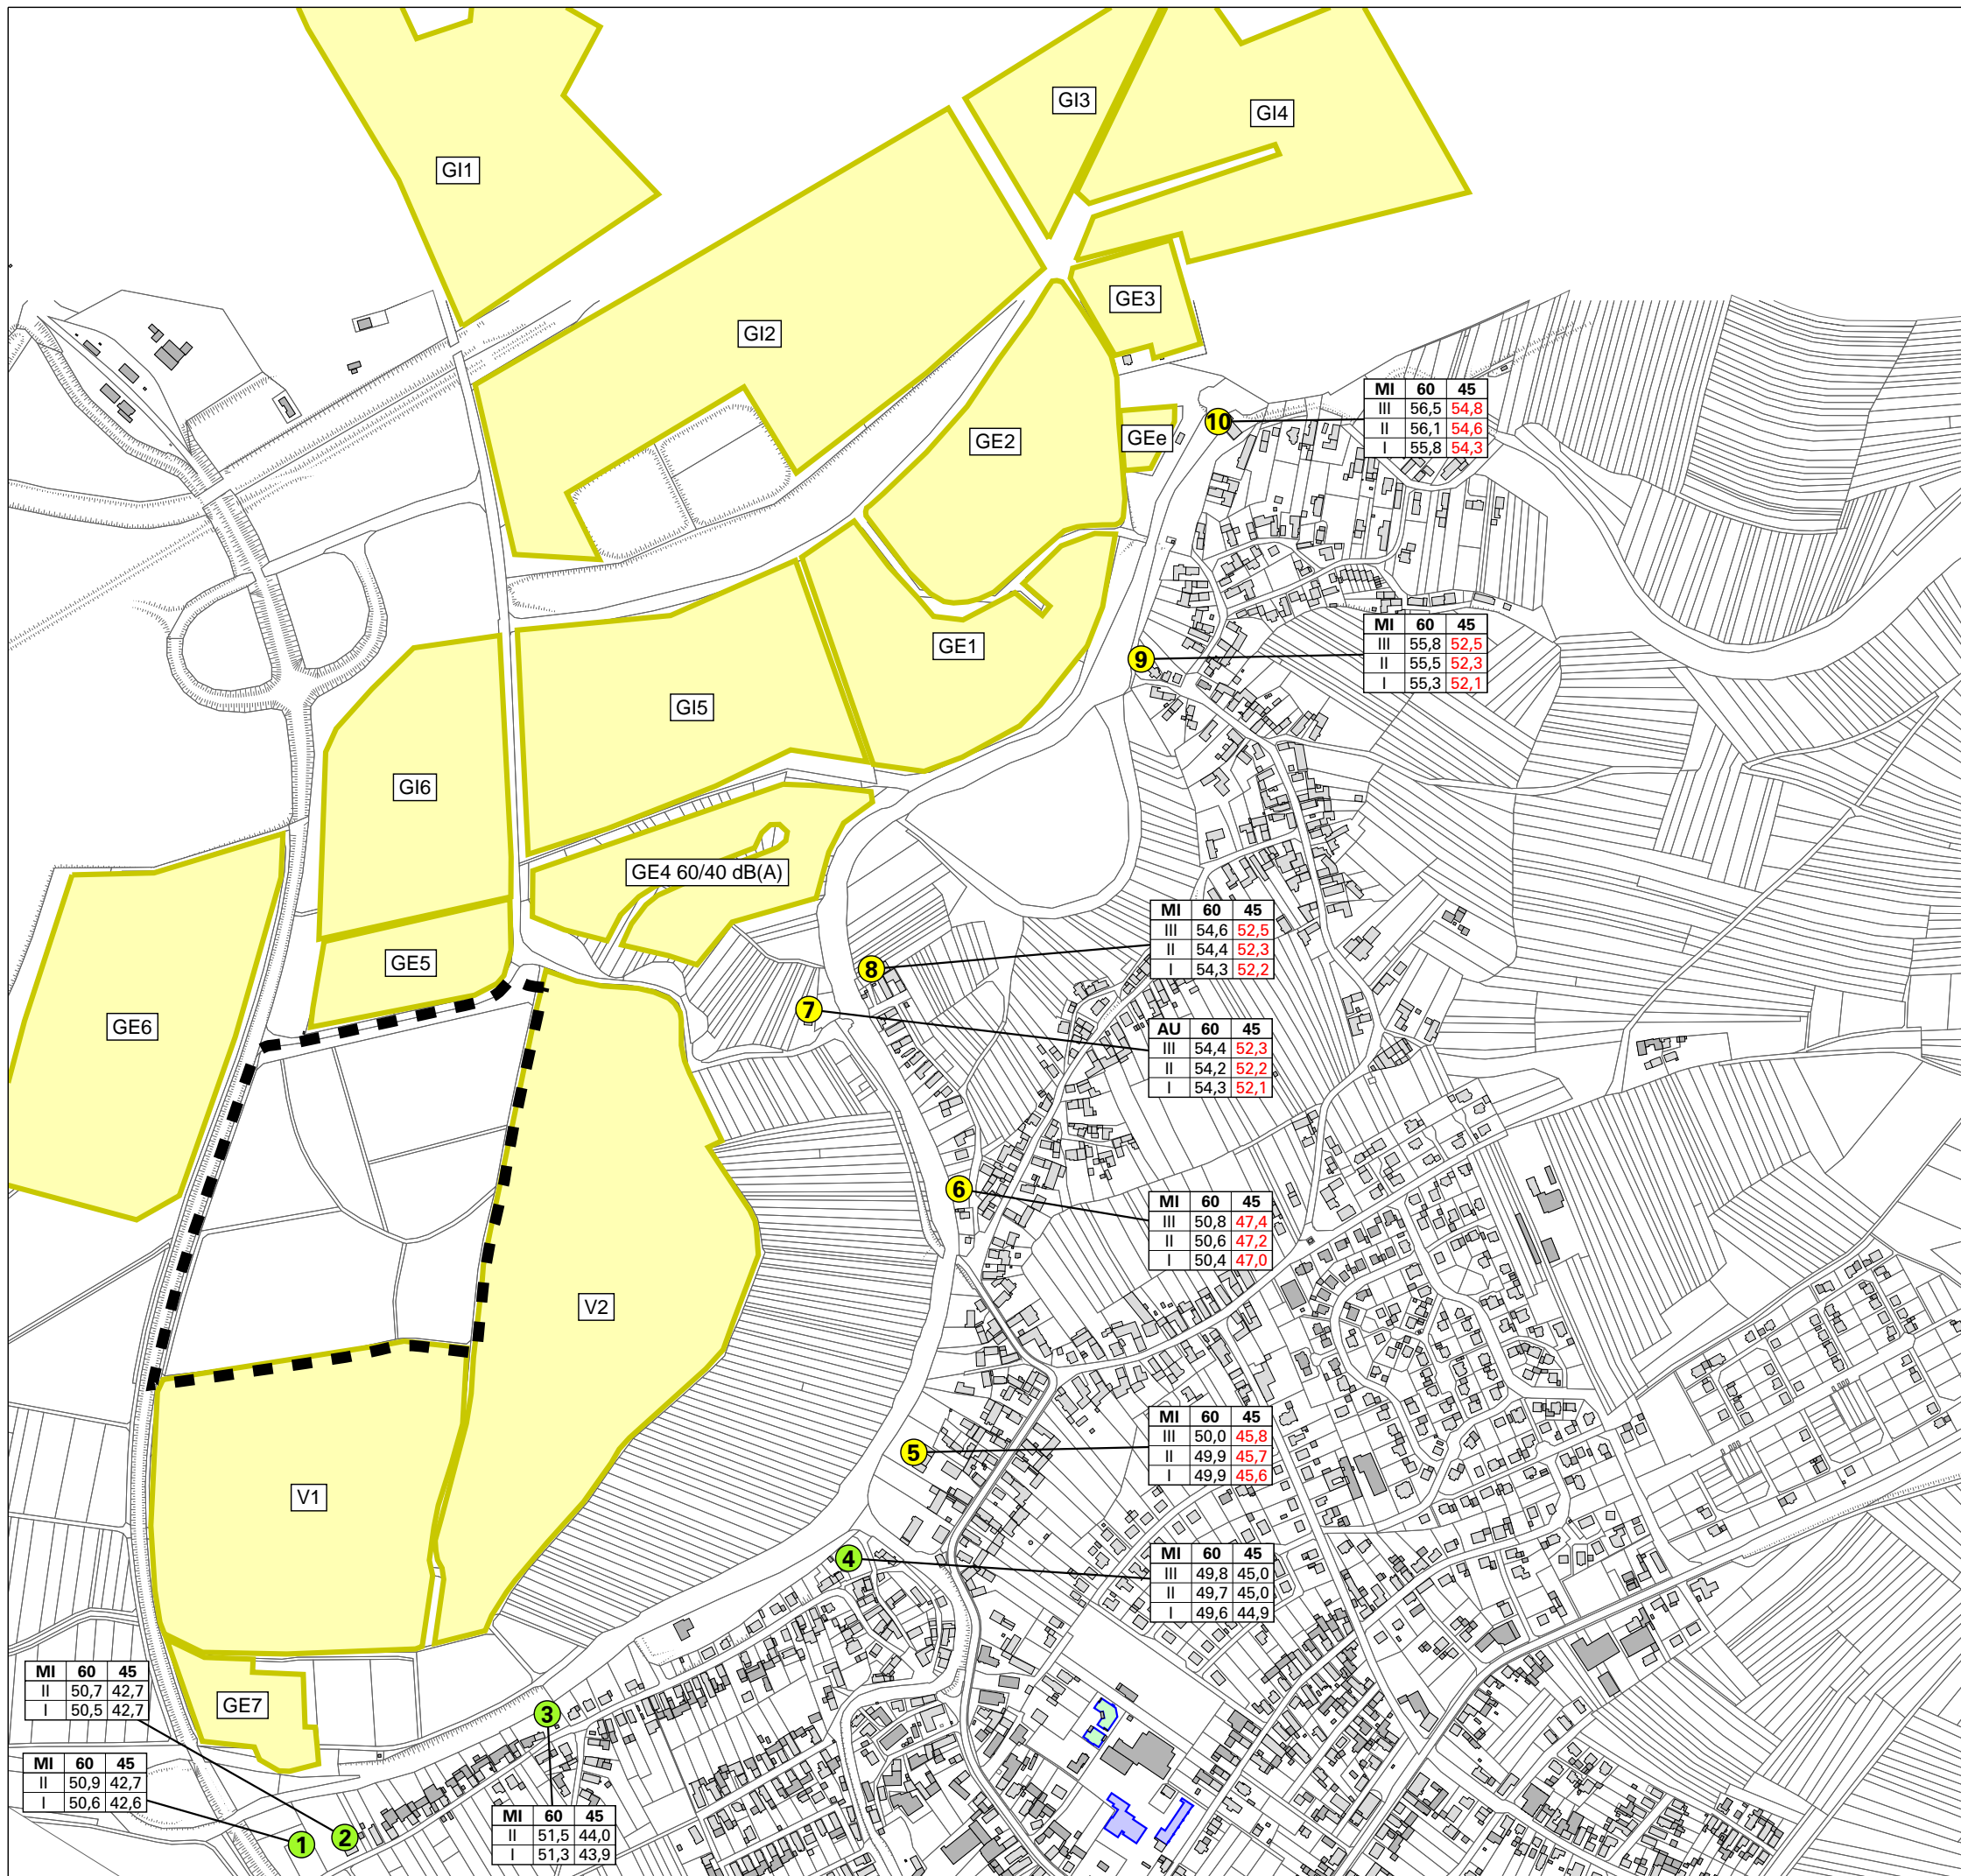 GI3
GI4
GI1
GE3
GI2
MI 60 45
III 56,5 54,8
II 56,1 54,6
I 55,8 54,3
10
GE2
GEe
MI 60 45
III 55,8 52,5
II 55,5 52,3
I 55,3 52,1
9
GE1
GI5
GI6
GE4 60/40 dB(A)
MI 60 45
III 54,6 52,5
II 54,4 52,3
I 54,3 52,2
8
GE5
7
AU 60 45
III 54,4 52,3
II 54,2 52,2
I 54,3 52,1
GE6
6
MI 60 45
III 50,8 47,4
II 50,6 47,2
I 50,4 47,0
V2
MI 60 45
III 50,0 45,8
II 49,9 45,7
I 49,9 45,6
5
V1
4
MI 60 45
III 49,8 45,0
II 49,7 45,0
I 49,6 44,9
MI 60 45
II 50,7 42,7
I 50,5 42,7
GE7
3
MI 60 45
II 50,9 42,7
I 50,6 42,6
MI 60 45
II 51,5 44,0
I 51,3 43,9
1
2